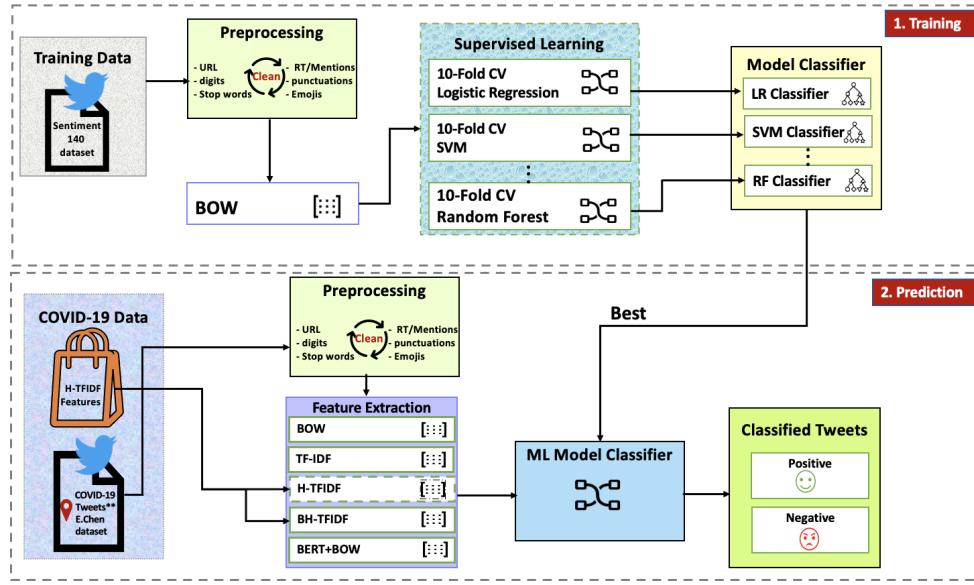 1. Training
Training Data
Sentiment
140
dataset
Preprocessing
- URL
- digits
- Stop words
Clean
- RT/Mentions
- punctuations
- Emojis
BOW
Supervised Learning
10-Fold CV
Logistic Regression
10-Fold CV
SVM
10-Fold CV
Random Forest
Model Classifier
LR Classifier
SVM Classifier
RF Classifier
2. Prediction
COVID-19 Data
H-TFIDF
Features
COVID-19
Tweets**
E.Chen
dataset
Preprocessing
- URL
- digits
- Stop words
Clean
- RT/Mentions
- punctuations
- Emojis
Feature Extraction
BOW
TF-IDF
H-TFIDF
BH-TFIDF
BERT+BOW
Best
ML Model Classifier
Classified Tweets
Positive
Negative